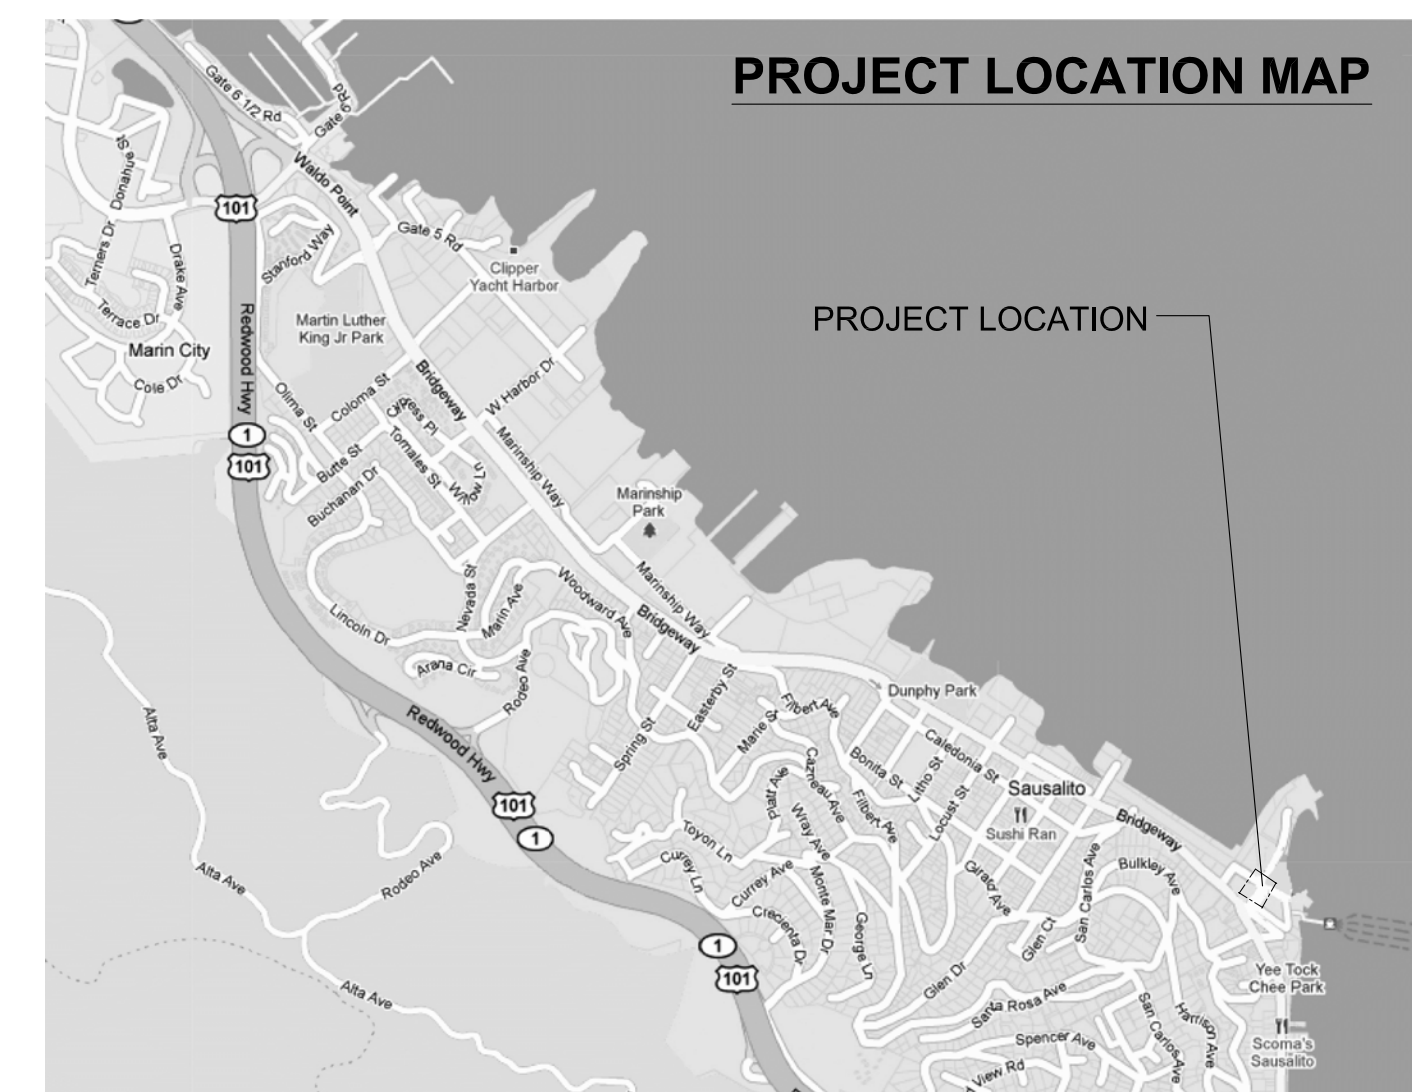 PROJECT LOCATION MAP
Gate 6 1/2 Rd
Gate 6 Rd
Waldo Point
Donahue St
101
Gate 5 Rd
Terners Dr
Drake Ave
Stanford Way
Clipper
Yacht Harbor
PROJECT LOCATION
Terrace Dr
Redwood Hwy
Martin Luther
King Jr Park
Marin City
Cole Dr
Olima St
Coloma St
Bridgeway
W Harbor Dr
1
101
Butte St
Tomales St
Marinship Way
Buchanan Dr
Marinship
Park
Lincoln Dr
Nevada St
Marin Ave
Woodward Ave
Marinship Way
Bridgeway
Arana Cir
Rodeo Ave
Easterby St
Dunphy Park
Alta Ave
Redwood Hwy
Spring St
Marie St
Filbert Ave
Caledonia St
Bonita St
Litho St
Cazneau Ave
Platt Ave
Sausalito
101
1
Wray Ave
Filbert Ave
Locust St
Sushi Ran
Bridgeway
Toyon Ln
Currey Ln
Currey Ave
Monte Mar Dr
Girard Ave
San Carlos Ave
Bulkley Ave
Alta Ave
Rodeo Ave
Crecienta Dr
George Ln
Glen Ct
1
101
Glen Dr
Yee Tock
Chee Park
Alta Ave
Santa Rosa Ave
San Carlos Ave
Harrison Ave
Spencer Ave
Scoma's
Sausalito
View Rd